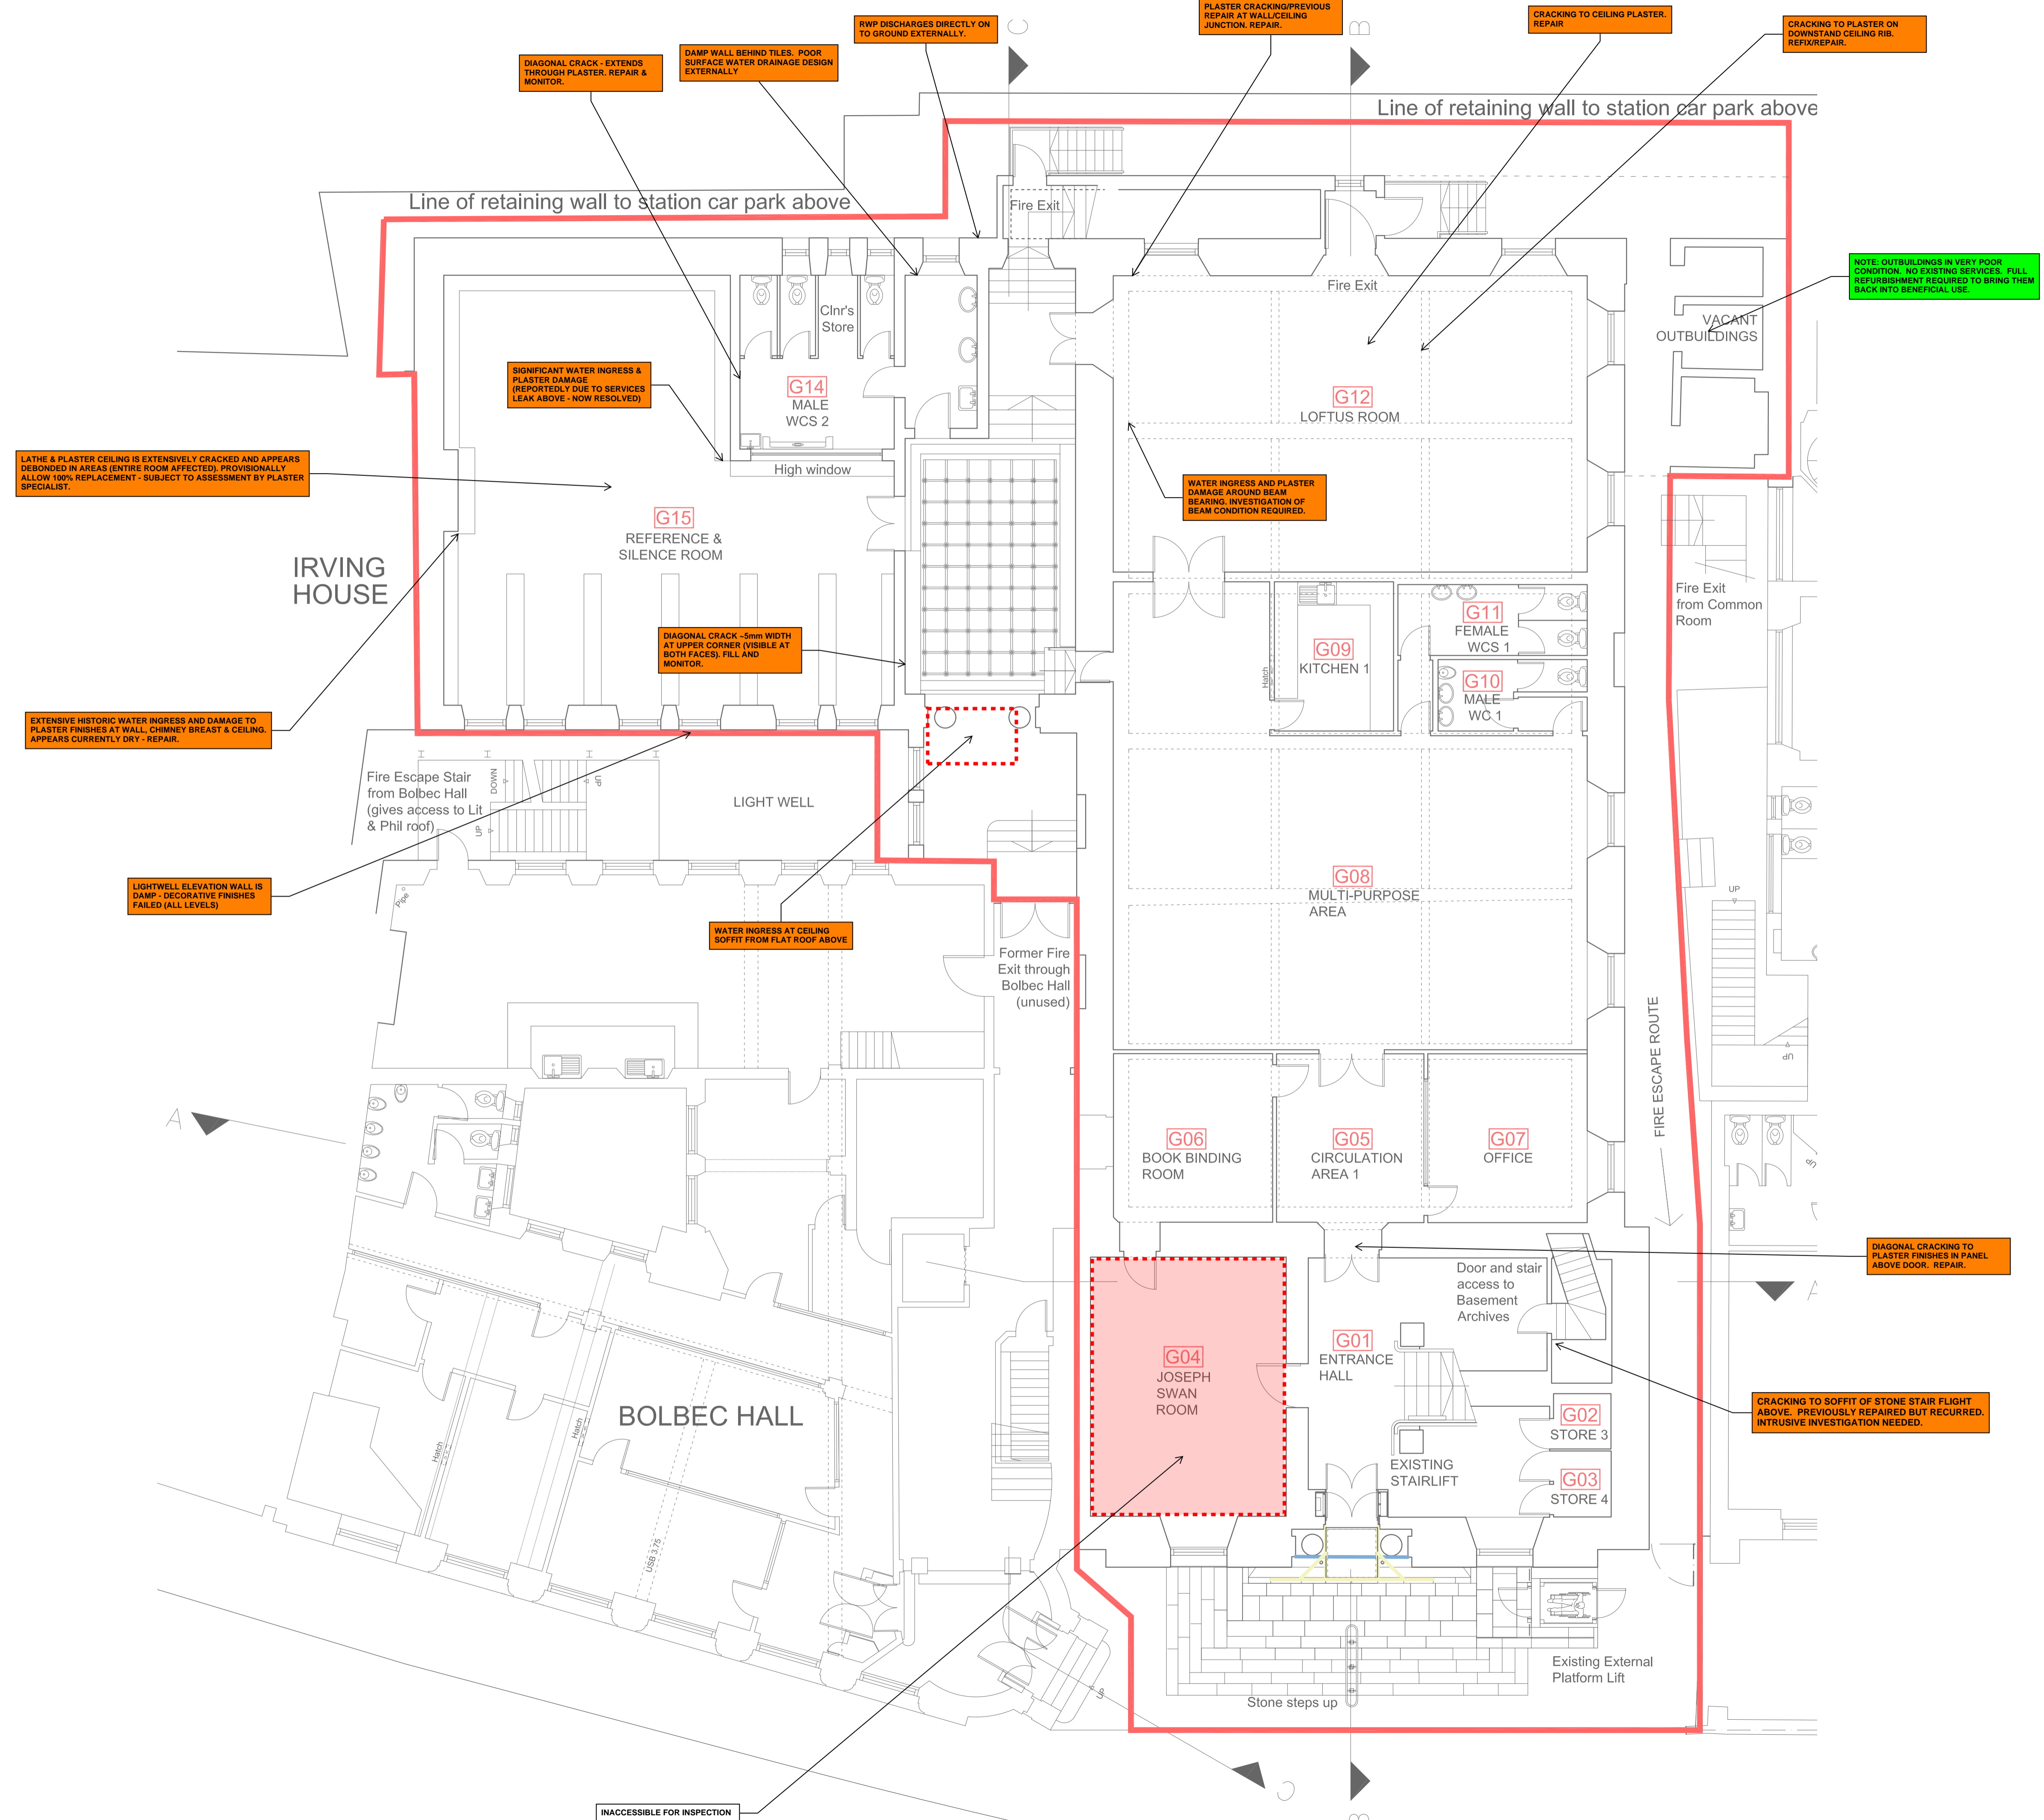 PLASTER CRACKING/PREVIOUS
REPAIR AT WALL/CEILING
JUNCTION. REPAIR.
RWP DISCHARGES DIRECTLY ON
TO GROUND EXTERNALLY.
CRACKING TO CEILING PLASTER.
REPAIR
CRACKING TO PLASTER ON
DOWNSTAND CEILING RIB.
REFIX/REPAIR.
DAMP WALL BEHIND TILES. POOR
SURFACE WATER DRAINAGE DESIGN
EXTERNALLY
DIAGONAL CRACK - EXTENDS
THROUGH PLASTER. REPAIR &
MONITOR.
C
B
Line of retaining wall to station car park above
Line of retaining wall to station car park above
Fire Exit
Fire Exit
NOTE: OUTBUILDINGS IN VERY POOR
CONDITION. NO EXISTING SERVICES. FULL
REFURBISHMENT REQUIRED TO BRING THEM
BACK INTO BENEFICIAL USE.
VACANT
OUTBUILDINGS
Clnr's
Store
SIGNIFICANT WATER INGRESS &
PLASTER DAMAGE
(REPORTEDLY DUE TO SERVICES
LEAK ABOVE - NOW RESOLVED)
G14
MALE
WCS 2
G12
LOFTUS ROOM
LATHE & PLASTER CEILING IS EXTENSIVELY CRACKED AND APPEARS
DEBONDED IN AREAS (ENTIRE ROOM AFFECTED). PROVISIONALLY
ALLOW 100% REPLACEMENT - SUBJECT TO ASSESSMENT BY PLASTER
SPECIALIST.
High window
WATER INGRESS AND PLASTER
DAMAGE AROUND BEAM
BEARING. INVESTIGATION OF
BEAM CONDITION REQUIRED.
G15
REFERENCE &
SILENCE ROOM
IRVING
HOUSE
Fire Exit
from Common
Room
G11
FEMALE
WCS 1
G09
KITCHEN 1
Hatch
G10
MALE
WC 1
DIAGONAL CRACK ~5mm WIDTH
AT UPPER CORNER (VISIBLE AT
BOTH FACES). FILL AND
MONITOR.
EXTENSIVE HISTORIC WATER INGRESS AND DAMAGE TO
PLASTER FINISHES AT WALL, CHIMNEY BREAST & CEILING.
APPEARS CURRENTLY DRY - REPAIR.
Fire Escape Stair
from Bolbec Hall
(gives access to Lit
& Phil roof)
DOWN
UP
UP
LIGHT WELL
LIGHTWELL ELEVATION WALL IS
DAMP - DECORATIVE FINISHES
FAILED (ALL LEVELS)
Pipe
G08
MULTI-PURPOSE
AREA
UP
WATER INGRESS AT CEILING
SOFFIT FROM FLAT ROOF ABOVE
Former Fire
Exit through
Bolbec Hall
(unused)
FIRE ESCAPE ROUTE
UP
A
G06
BOOK BINDING
ROOM
G05
CIRCULATION
AREA 1
G07
OFFICE
UP
DIAGONAL CRACKING TO
PLASTER FINISHES IN PANEL
ABOVE DOOR. REPAIR.
Door and stair
access to
Basement
Archives
A
G04
JOSEPH
SWAN
ROOM
G01
ENTRANCE
HALL
CRACKING TO SOFFIT OF STONE STAIR FLIGHT
ABOVE. PREVIOUSLY REPAIRED BUT RECURRED.
INTRUSIVE INVESTIGATION NEEDED.
G02
STORE 3
BOLBEC HALL
Hatch
Hatch
EXISTING
STAIRLIFT
G03
STORE 4
USB 3.75
Existing External
Platform Lift
UP
Stone steps up
C
B
INACCESSIBLE FOR INSPECTION